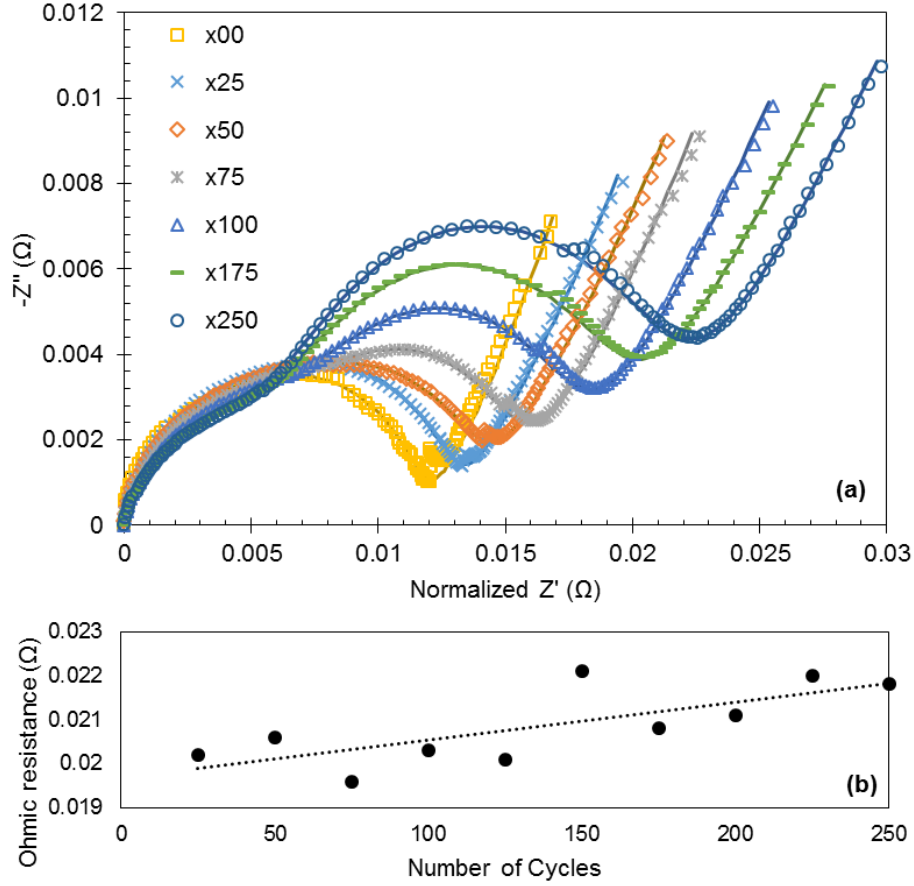 0.012
0.01
0.008
0.006
0.004
0.002
0
-Z'' (Ω)
x00
x25
x50
x75
x100
x175
x250
(a)
0 0.005 0.01 0.015 0.02 0.025 0.03
Normalized Z' (Ω)
0.023
0.022
0.021
0.02
0.019
Ohmic resistance (Ω)
(b)
0 50 100 150 200 250
Number of Cycles